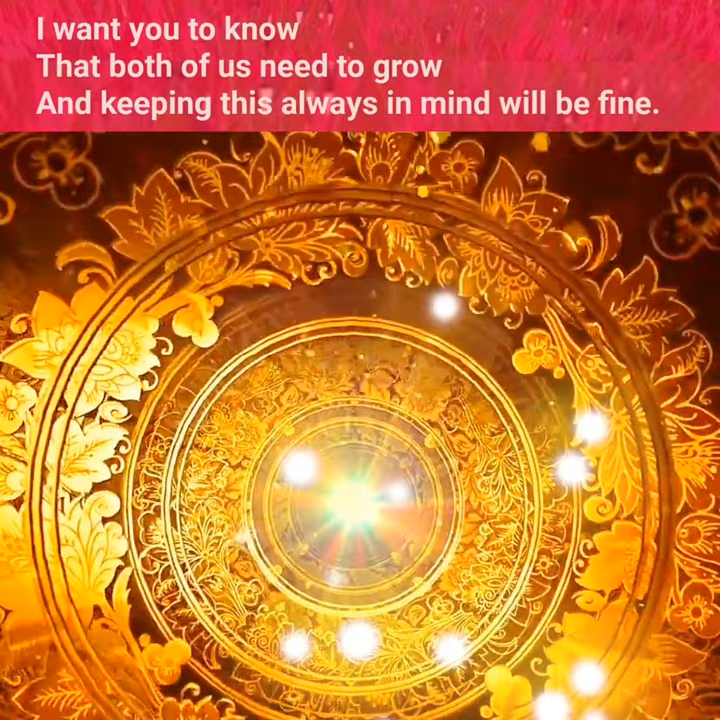 I want you to know
That both of us need to grow
And keeping this always in mind will be fine.